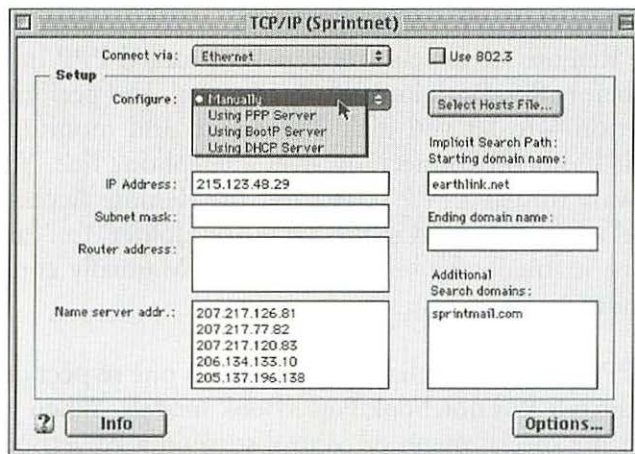 TCP/IP (Sprintnet)
Connect via: Ethernet
Use 802.3
Setup
Configure: Manually
Using PPP Server
Using BootP Server
Using DHCP Server
Select Hosts File...
Implicit Search Path:
Starting domain name:
IP Address: 215.123.48.29
earthlink.net
Subnet mask:
Ending domain name:
Router address:
Additional
Search domains:
Name server addr.: 207.217.126.81
207.217.77.82
207.217.120.83
206.134.133.10
205.137.196.138
sprintmail.com
?
Info
Options...